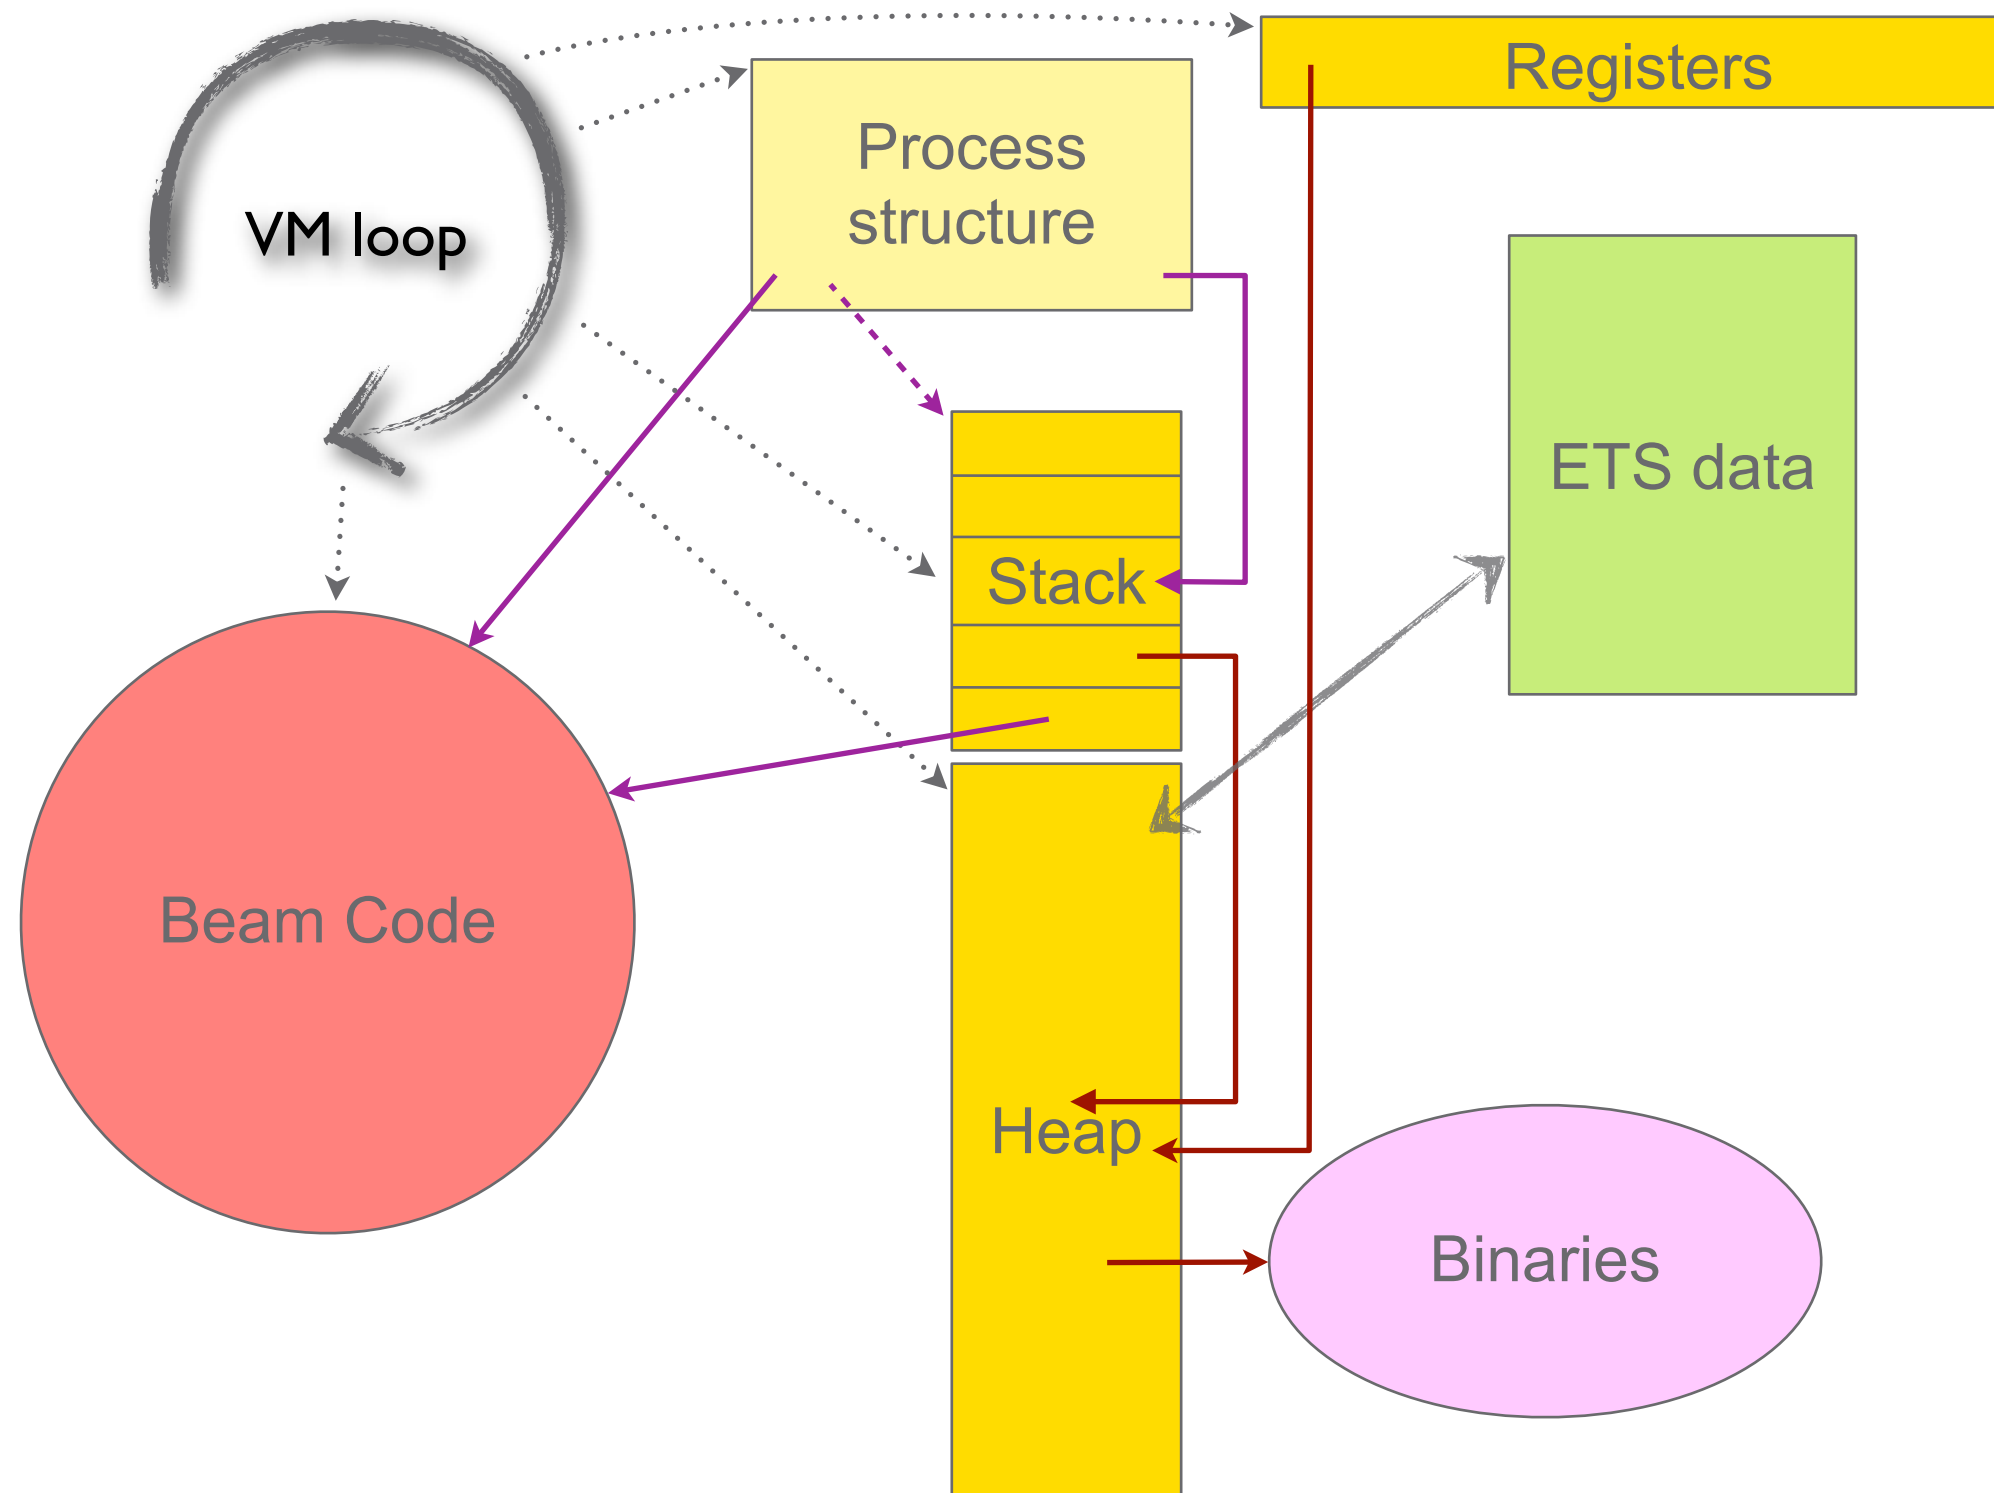 Registers
Process
structure
VM loop
ETS data
Stack
Beam Code
Heap
Binaries